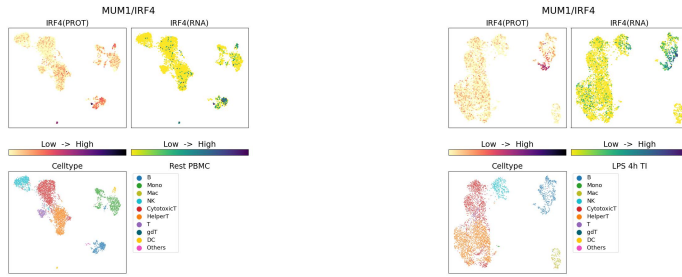 MUM1/IRF4
IRF4(PROT) IRF4(RNA)
Low -> High Low -> High
Celltype Rest PBMC
B
Mono
Mac
NK
CytotoxicT
HelperT
T
gdT
DC
Others
MUM1/IRF4
IRF4(PROT) IRF4(RNA)
Low -> High Low -> High
Celltype LPS 4h TI
B
Mono
Mac
NK
CytotoxicT
HelperT
T
gdT
DC
Others